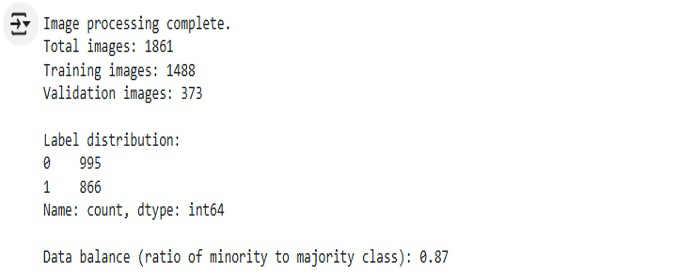 Image processing complete.
Total images: 1861
Training images: 1488
Validation images: 373
Label distribution:
0    995
1    866
Name: count, dtype: int64
Data balance (ratio of minority to majority class): 0.87